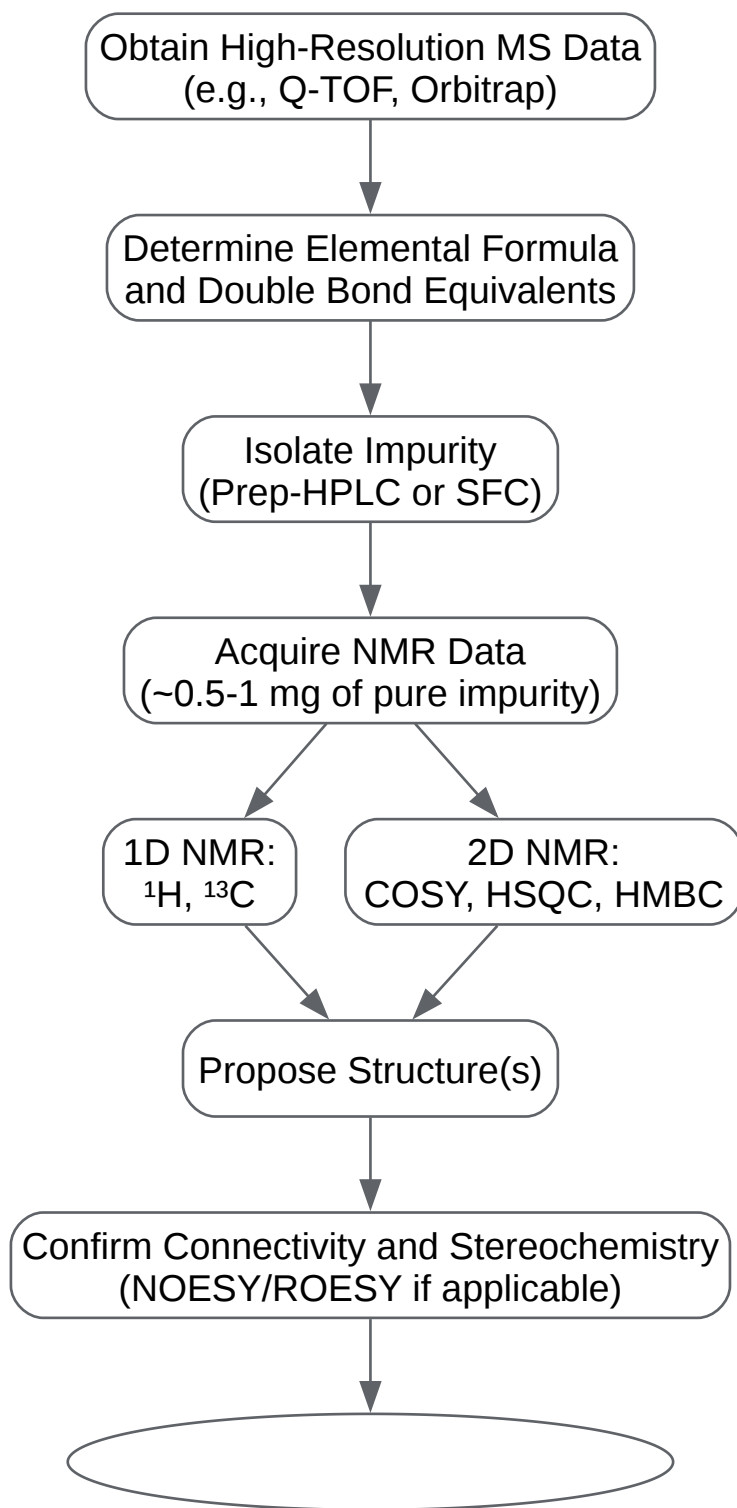 Obtain High-Resolution MS Data
(e.g., Q-TOF, Orbitrap)
Determine Elemental Formula
and Double Bond Equivalents
Isolate Impurity
(Prep-HPLC or SFC)
Acquire NMR Data
(~0.5-1 mg of pure impurity)
1D NMR:
¹H, ¹³C
2D NMR:
COSY, HSQC, HMBC
Propose Structure(s)
Confirm Connectivity and Stereochemistry
(NOESY/ROESY if applicable)